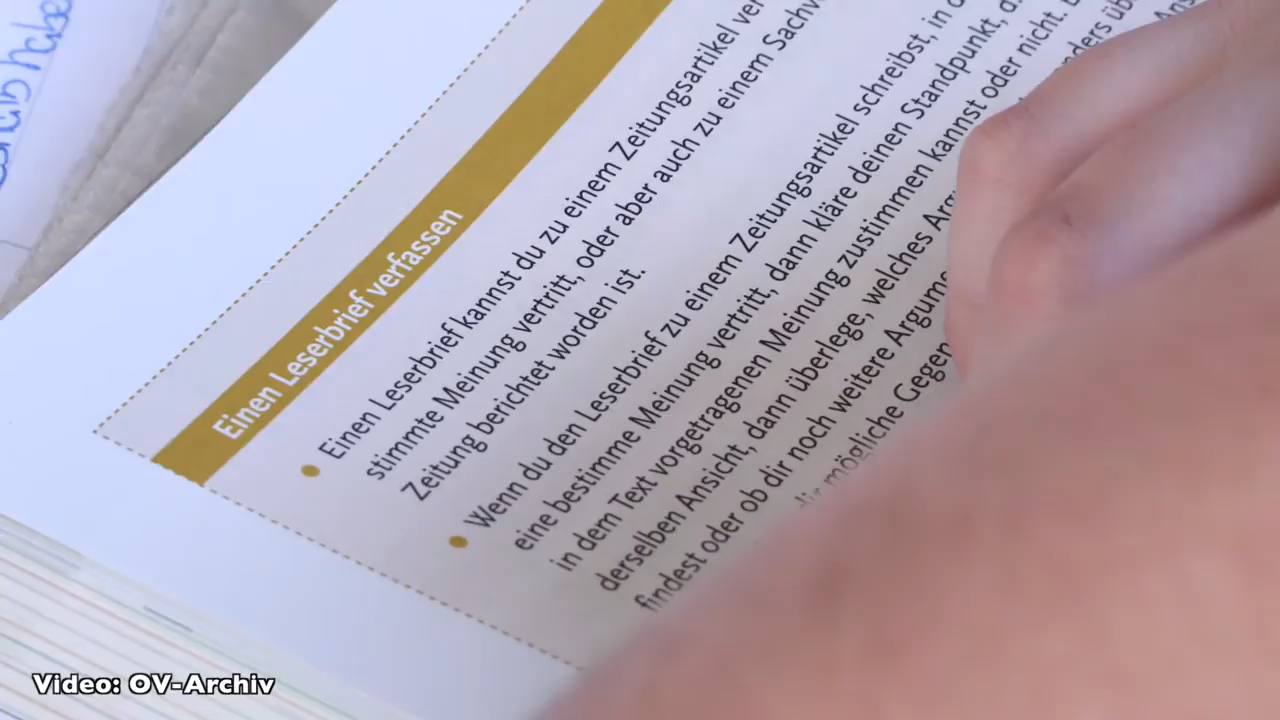 habe
Einen Leserbrief verfassen
Einen Leserbrief kannst du zu einem Zeitungsartikel
stimmte Meinung vertritt, oder aber auch zu einem
Zeitung berichtet worden ist.
Wenn du den Leserbrief zu einem Zeitungsartikel schreibst, in
eine bestimme Meinung vertritt, dann kläre deinen Standpunkt,
in dem Text vorgetragenen Meinung zustimmen kannst oder nicht.
derselben Ansicht, dann überlege, welches
findest oder ob dir noch weitere
dir mögliche
Video: OV-Archiv